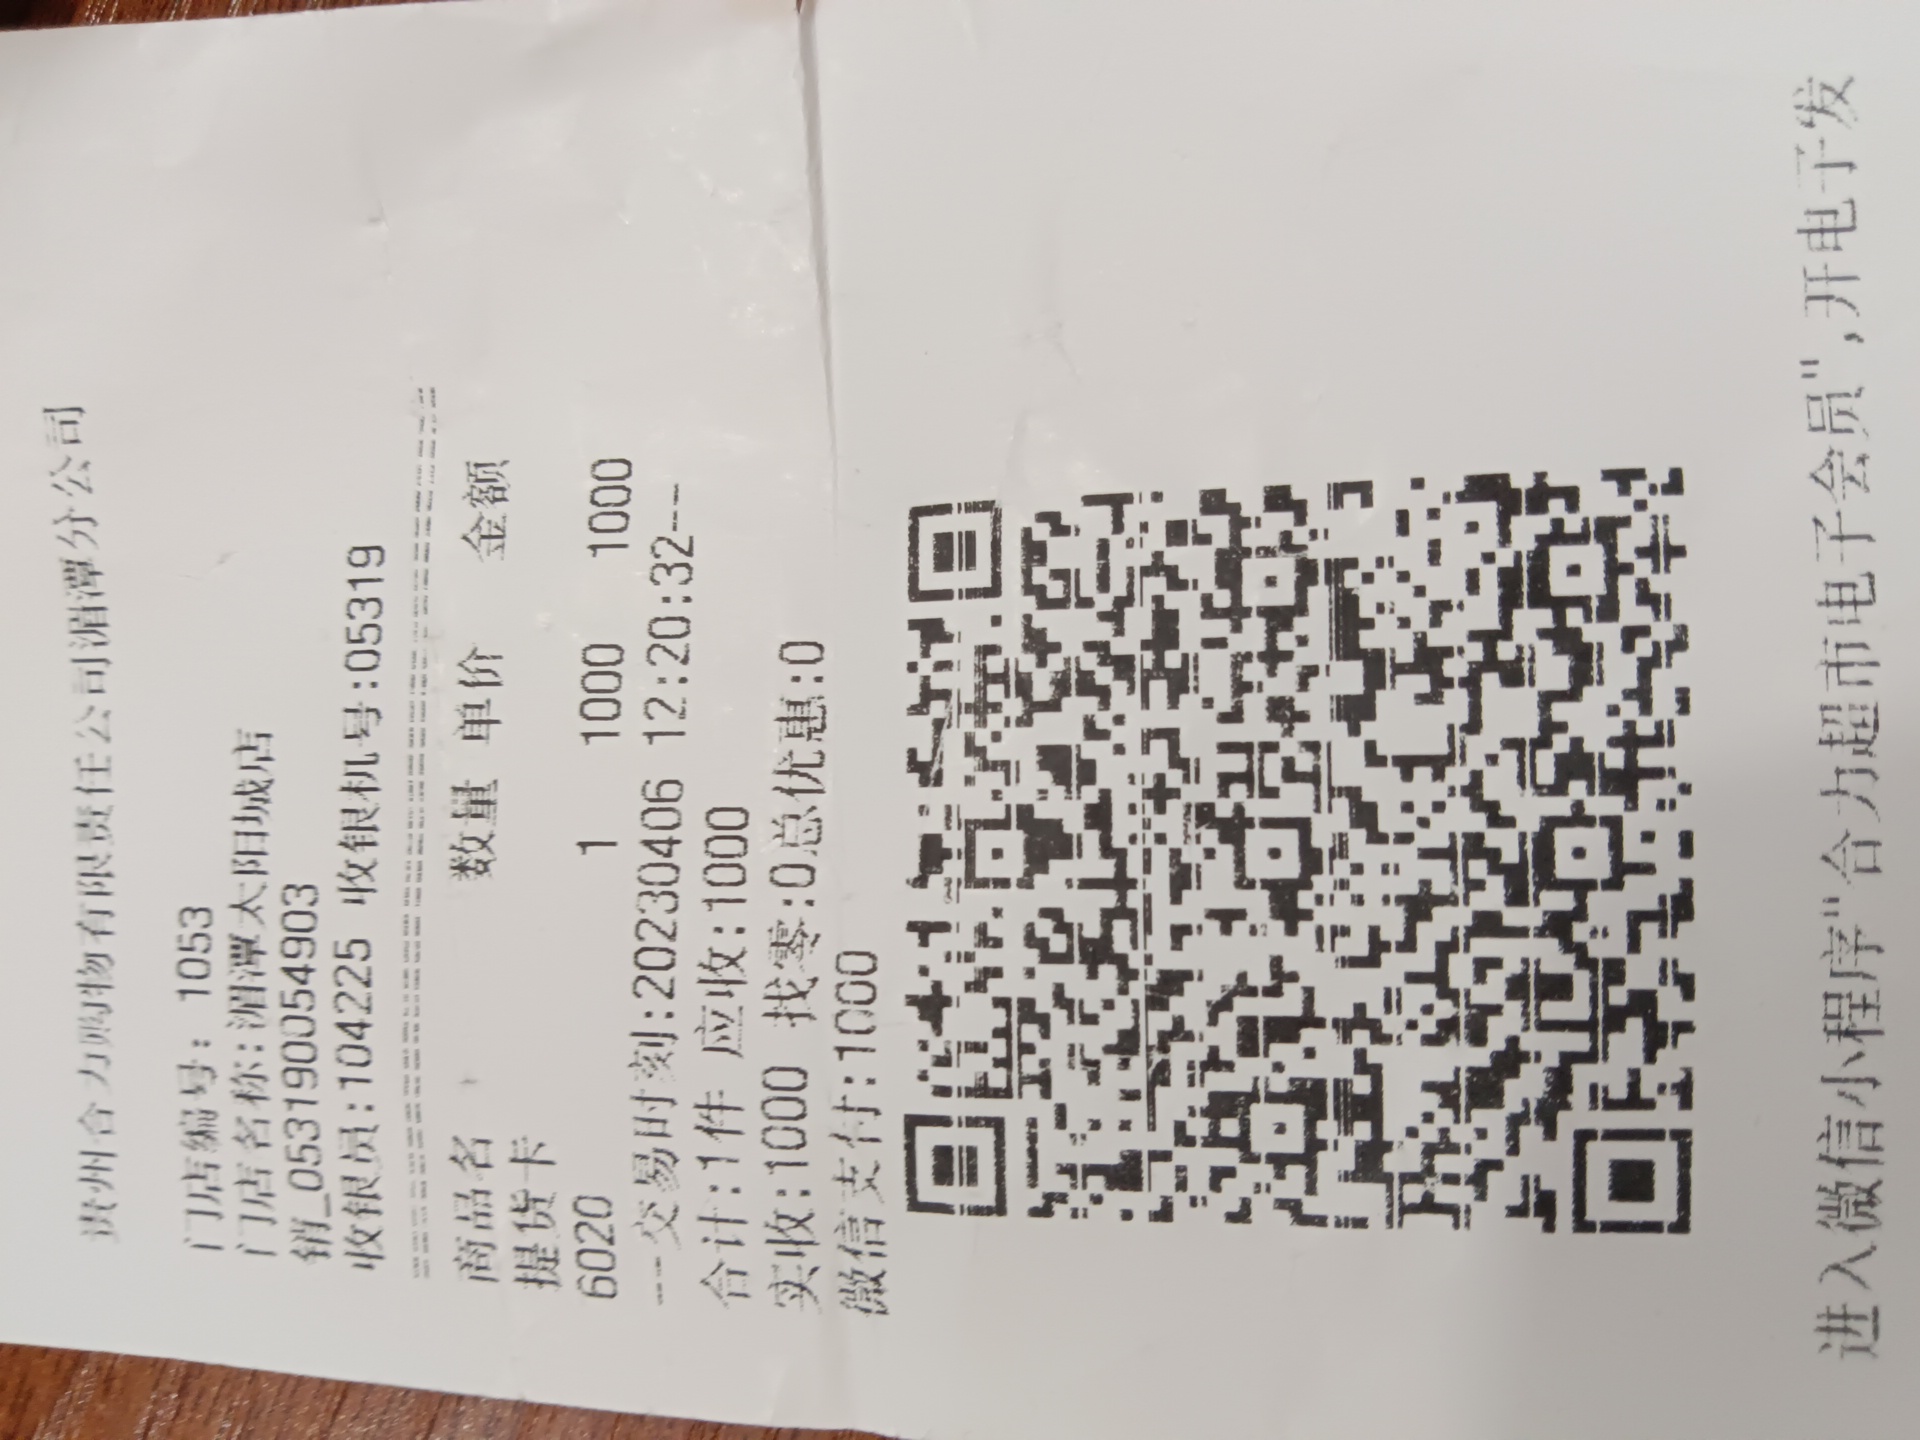 贵州合力购物有限责任公司湄潭分公司
门店编号: 1053
门店名称:湄潭太阳城店
销_0531900054903
收银员:104225 收银机号:05319
商品名 数量 单价 金额
提货卡
6020 1 1000 1000
---交易时刻:20230406 12:20:32--
合计:1件 应收:1000
实收:1000 找零:0总优惠:0
微信支付:1000
进入微信小程序"合力超市电子会员",开电子发